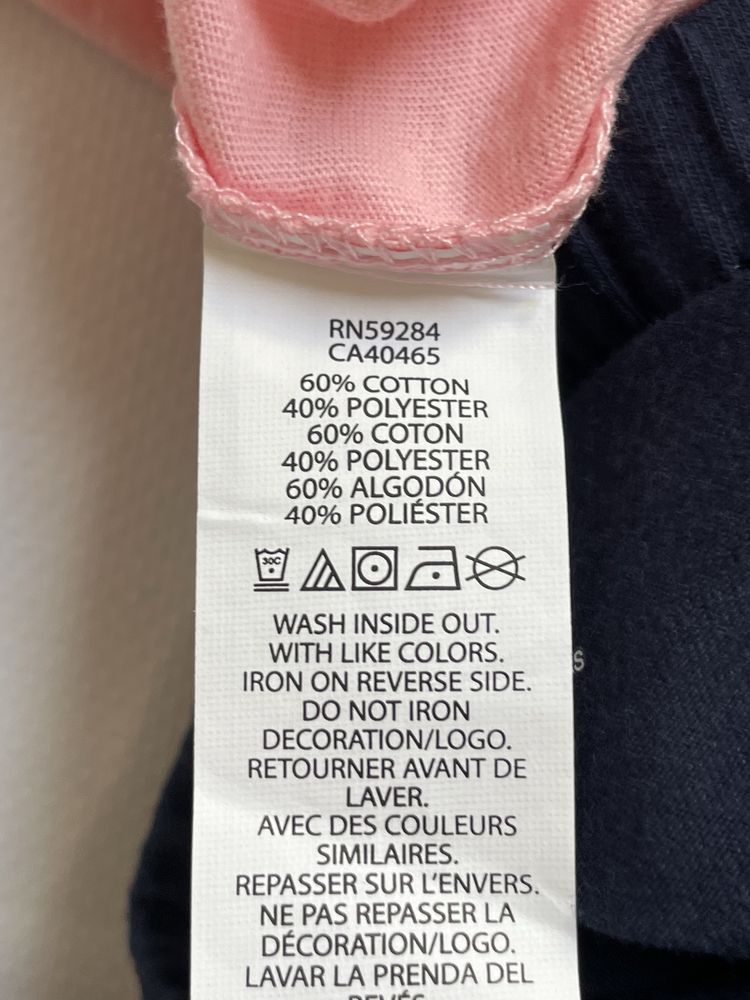 RN59284
CA40465
60% COTTON
40% POLYESTER
60% COTON
40% POLYESTER
60% ALGODÓN
40% POLIÉSTER
30C
WASH INSIDE OUT.
WITH LIKE COLORS.
IRON ON REVERSE SIDE.
DO NOT IRON
DECORATION/LOGO.
RETOURNER AVANT DE
LAVER.
AVEC DES COULEURS
SIMILAIRES.
REPASSER SUR L'ENVERS.
NE PAS REPASSER LA
DÉCORATION/LOGO.
LAVAR LA PRENDA DEL